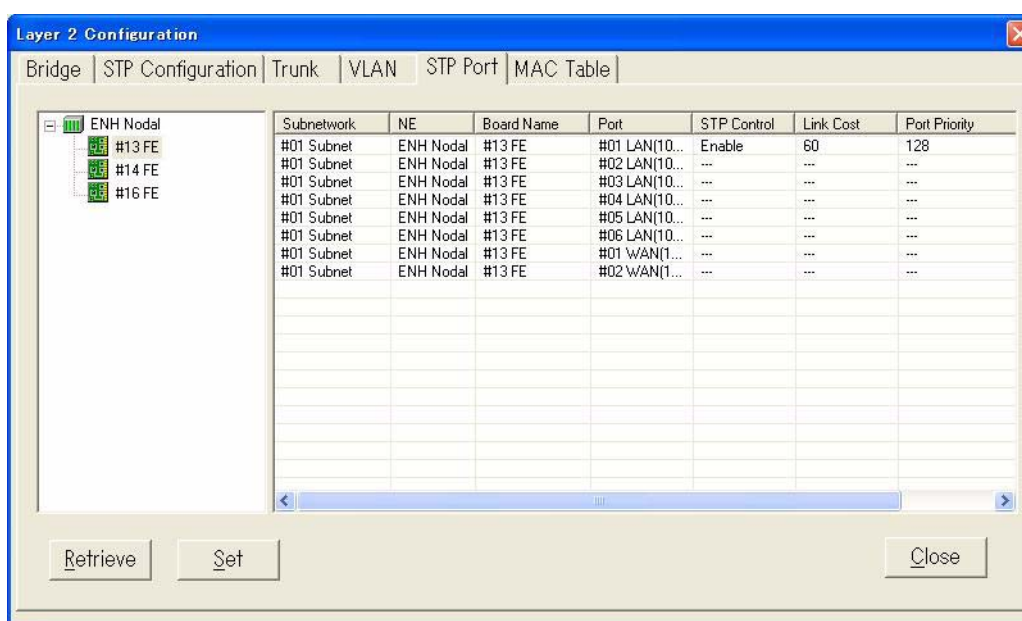 Layer 2 Configuration
Bridge STP Configuration Trunk VLAN STP Port MAC Table
ENH Nodal
#13 FE
#14 FE
#16 FE
Subnetwork NE Board Name Port STP Control Link Cost Port Priority
#01 Subnet ENH Nodal #13 FE #01 LAN(10... Enable 60 128
#01 Subnet ENH Nodal #13 FE #02 LAN(10... --- --- ---
#01 Subnet ENH Nodal #13 FE #03 LAN(10... --- --- ---
#01 Subnet ENH Nodal #13 FE #04 LAN(10... --- --- ---
#01 Subnet ENH Nodal #13 FE #05 LAN(10... --- --- ---
#01 Subnet ENH Nodal #13 FE #06 LAN(10... --- --- ---
#01 Subnet ENH Nodal #13 FE #01 WAN(1... --- --- ---
#01 Subnet ENH Nodal #13 FE #02 WAN(1... --- --- ---
Retrieve Set Close